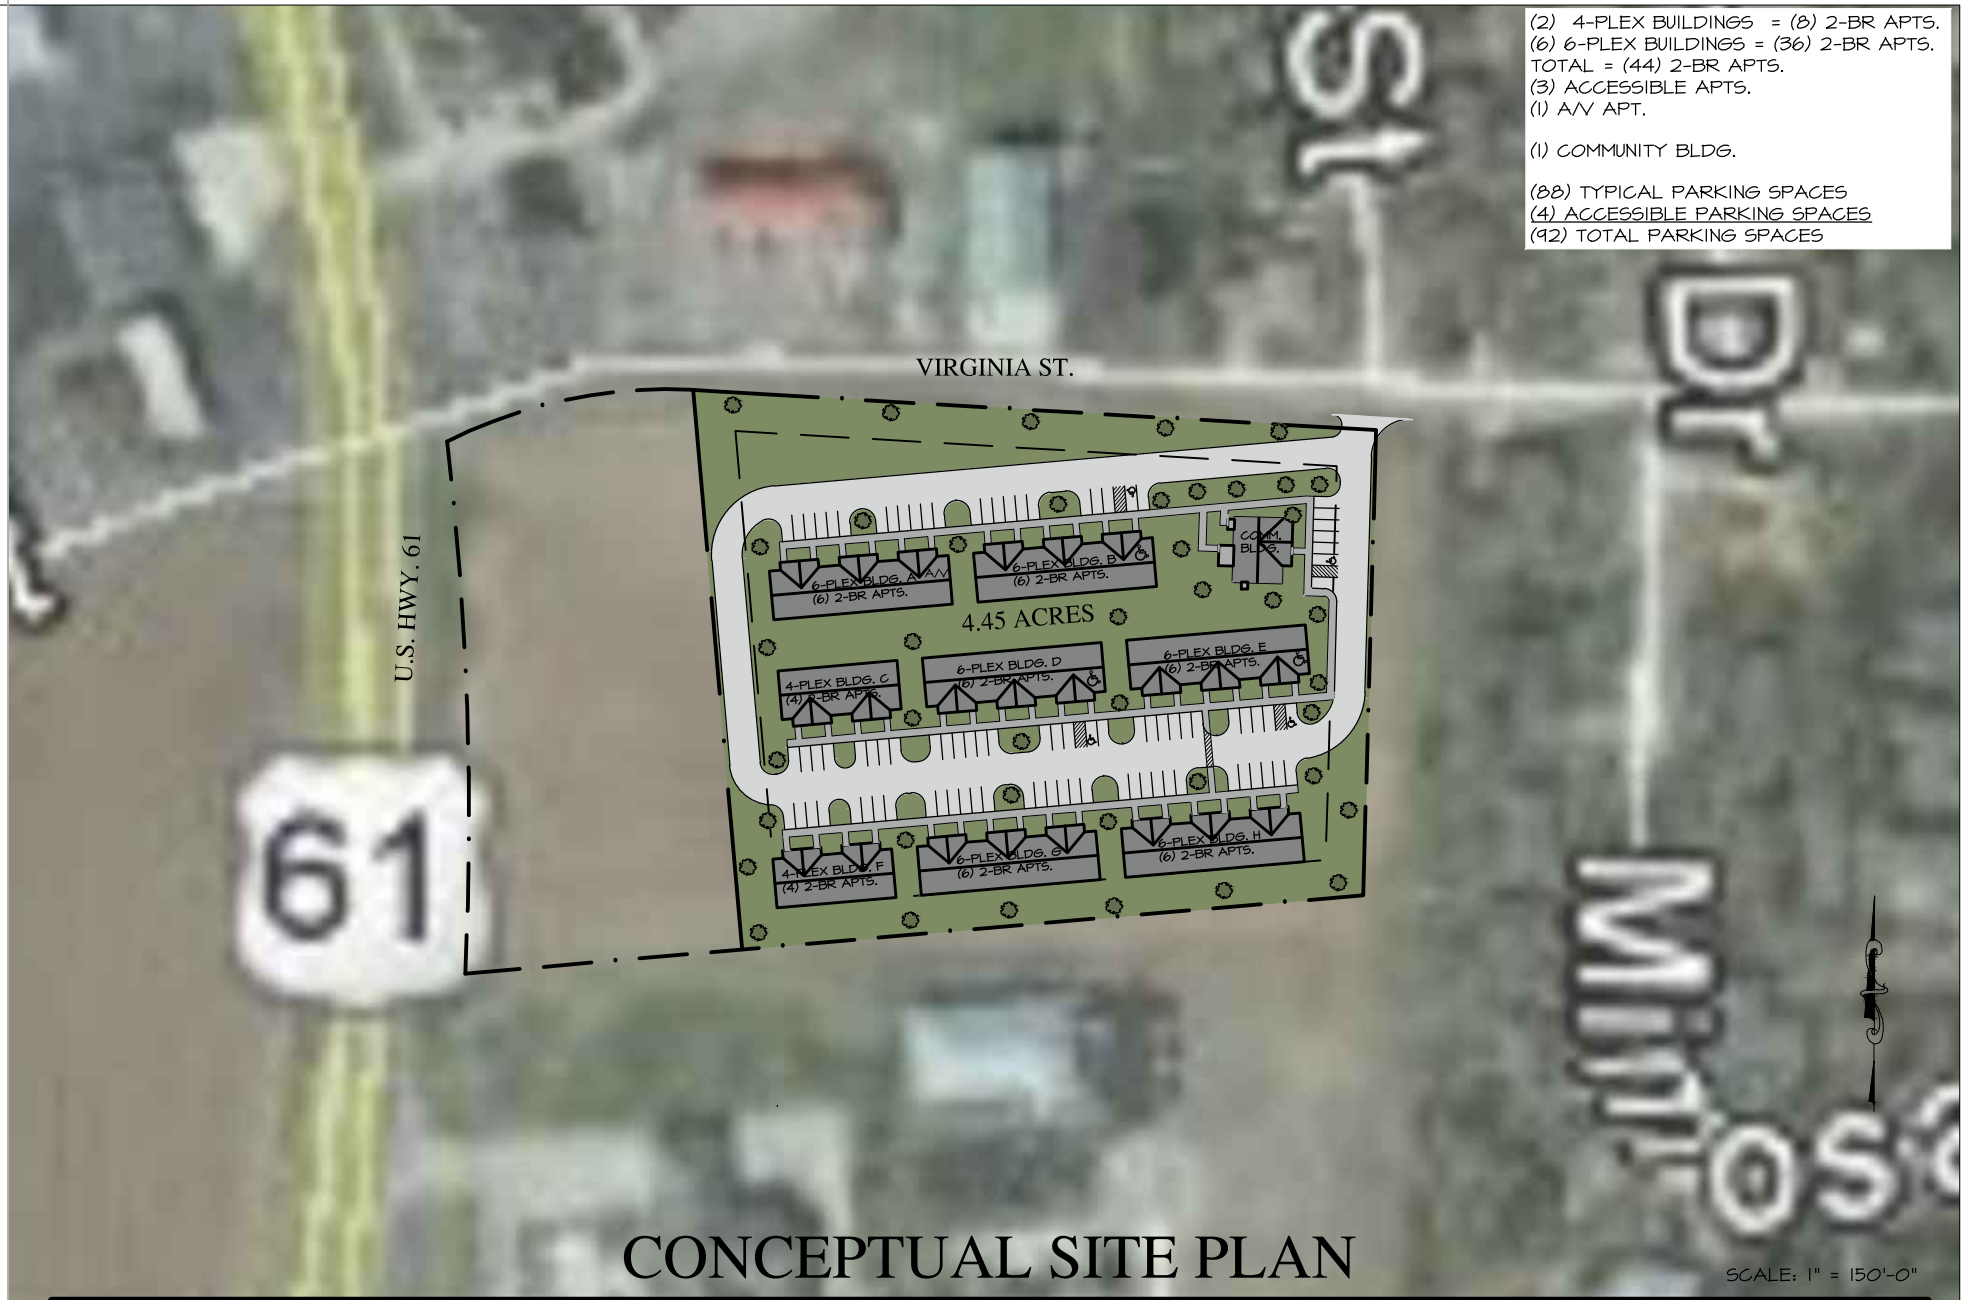 (2) 4-PLEX BUILDINGS = (8) 2-BR APTS.
(6) 6-PLEX BUILDINGS = (36) 2-BR APTS.
TOTAL = (44) 2-BR APTS.
(3) ACCESSIBLE APTS.
(1) A/V APT.
(1) COMMUNITY BLDG.
(88) TYPICAL PARKING SPACES
(4) ACCESSIBLE PARKING SPACES
(92) TOTAL PARKING SPACES
St
Dr
VIRGINIA ST.
U.S. HWY. 61
COMM.
BLDG.
6-PLEX BLDG. A A/V
(6) 2-BR APTS.
6-PLEX BLDG. B
(6) 2-BR APTS.
4.45 ACRES
4-PLEX BLDG. C
(4) 2-BR APTS.
6-PLEX BLDG. D
(6) 2-BR APTS.
6-PLEX BLDG. E
(6) 2-BR APTS.
61
4-PLEX BLDG. F
(4) 2-BR APTS.
6-PLEX BLDG. G
(6) 2-BR APTS.
6-PLEX BLDG. H
(6) 2-BR APTS.
CONCEPTUAL SITE PLAN
SCALE: 1" = 150'-0"